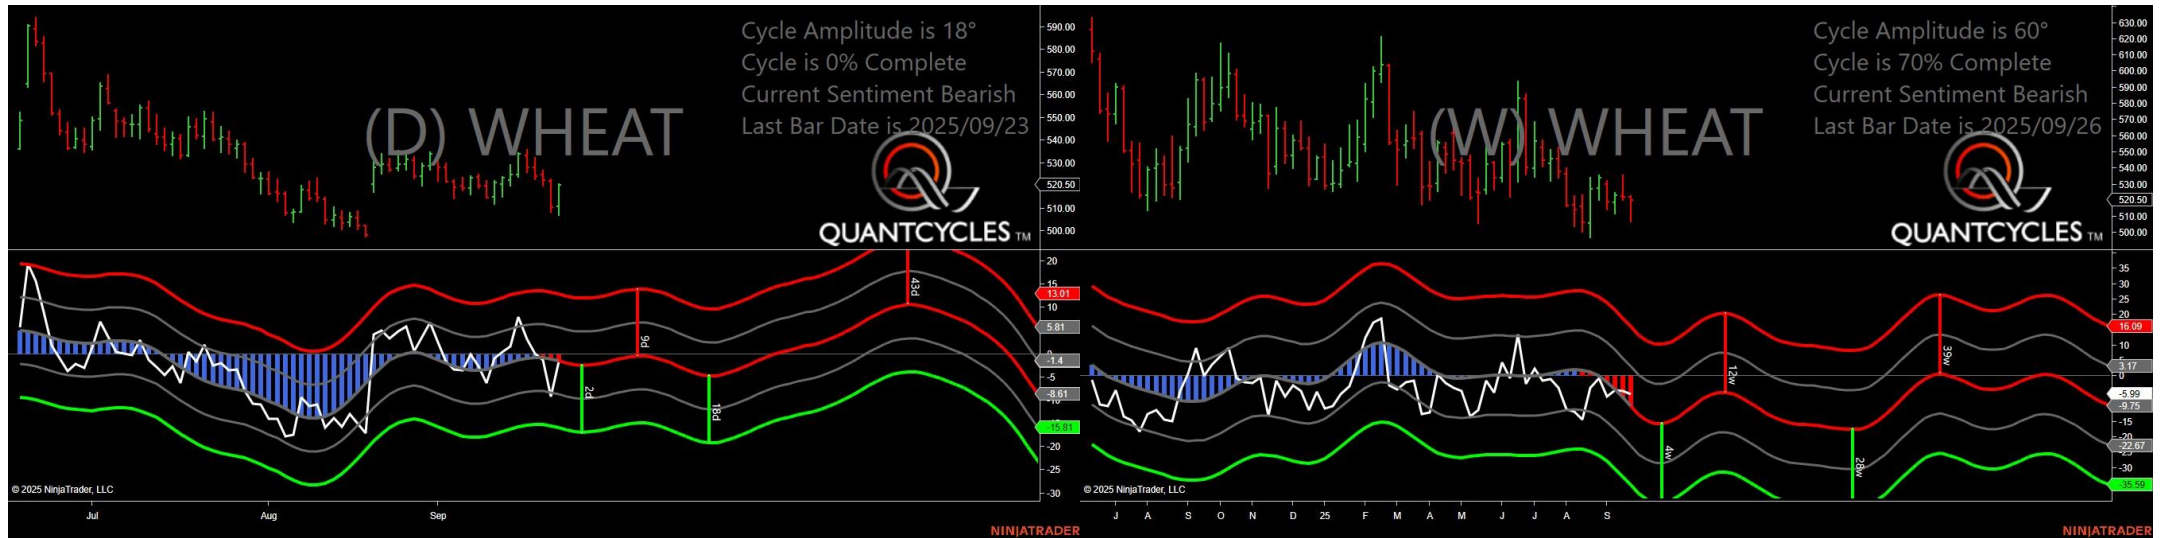 Cycle Amplitude is 18°
Cycle is 0% Complete
Current Sentiment Bearish
Last Bar Date is 2025/09/23
(D) WHEAT
QUANTCYCLES TM
590.00
580.00
570.00
560.00
550.00
540.00
530.00
520.50
510.00
500.00
20
15
13.01
10
5.81
0
-1.4
-5
-8.61
-15.81
-20
-25
-30
2d
9d
18d
43d
© 2025 NinjaTrader, LLC
Jul
Aug
Sep
NINJATRADER
Cycle Amplitude is 60°
Cycle is 70% Complete
Current Sentiment Bearish
Last Bar Date is 2025/09/26
(W) WHEAT
QUANTCYCLES TM
630.00
620.00
610.00
600.00
590.00
580.00
570.00
560.00
550.00
540.00
530.00
520.50
510.00
500.00
35
30
25
20
16.09
10
3.17
0
-5.99
-9.75
-15
-22.67
-30
-35.59
4w
12w
28w
39w
© 2025 NinjaTrader, LLC
J A S O N D 25 F M A M J J A S
NINJATRADER